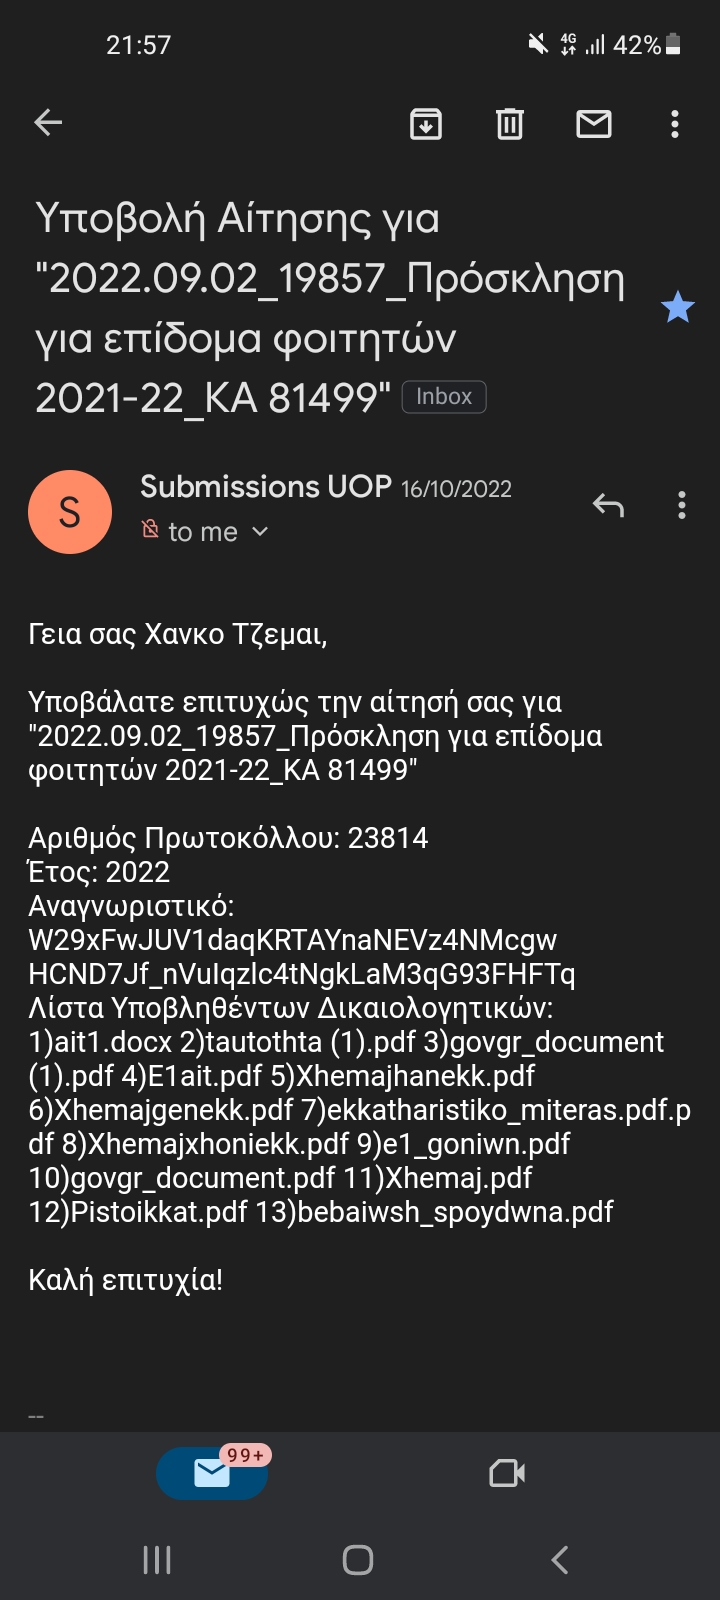 21:57
4G 42%
Υποβολή Αίτησης για
"2022.09.02_19857_Πρόσκληση
για επίδομα φοιτητών
2021-22_ΚΑ 81499" Inbox
S
Submissions UOP 16/10/2022
to me
Γεια σας Χανκο Τζεμαι,
Υποβάλατε επιτυχώς την αίτησή σας για
"2022.09.02_19857_Πρόσκληση για επίδομα
φοιτητών 2021-22_ΚΑ 81499"
Αριθμός Πρωτοκόλλου: 23814
Έτος: 2022
Αναγνωριστικό:
W29xFwJUV1daqKRTAYnaNEVz4NMcgw
HCND7Jf_nVuIqzlc4tNgkLaM3qG93FHFTq
Λίστα Υποβληθέντων Δικαιολογητικών:
1)ait1.docx 2)tautothta (1).pdf 3)govgr_document
(1).pdf 4)E1ait.pdf 5)Xhemajhanekk.pdf
6)Xhemajgenekk.pdf 7)ekkatharistiko_miteras.pdf.p
df 8)Xhemajxhoniekk.pdf 9)e1_goniwn.pdf
10)govgr_document.pdf 11)Xhemaj.pdf
12)Pistoikkat.pdf 13)bebaiwsh_spoydwna.pdf
Καλή επιτυχία!
--
99+